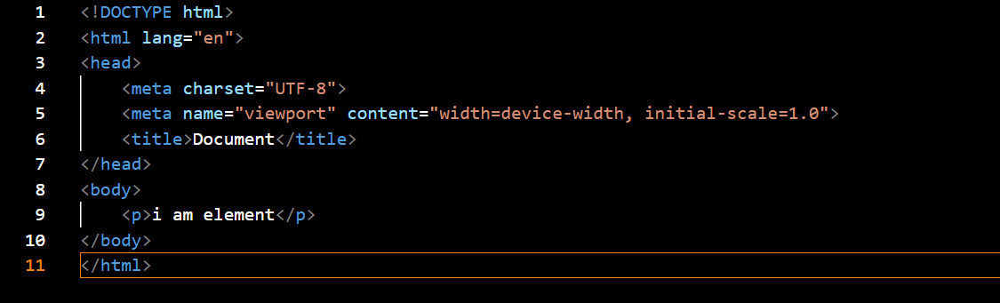 1 <!DOCTYPE html>
2 <html lang="en">
3 <head>
4     <meta charset="UTF-8">
5     <meta name="viewport" content="width=device-width, initial-scale=1.0">
6     <title>Document</title>
7 </head>
8 <body>
9     <p>i am element</p>
10 </body>
11 </html>